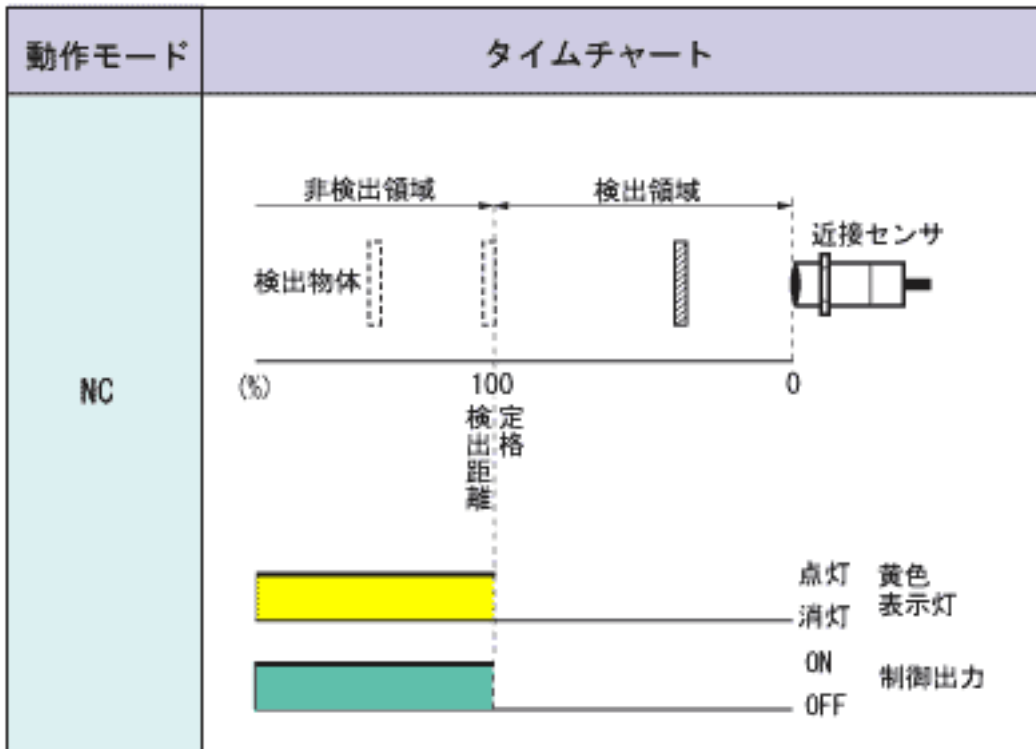 動作モード
タイムチャート
NC
非検出領域
検出領域
近接センサ
検出物体
(%)
100
0
定格
検出距離
点灯
消灯
黄色
表示灯
ON
OFF
制御出力